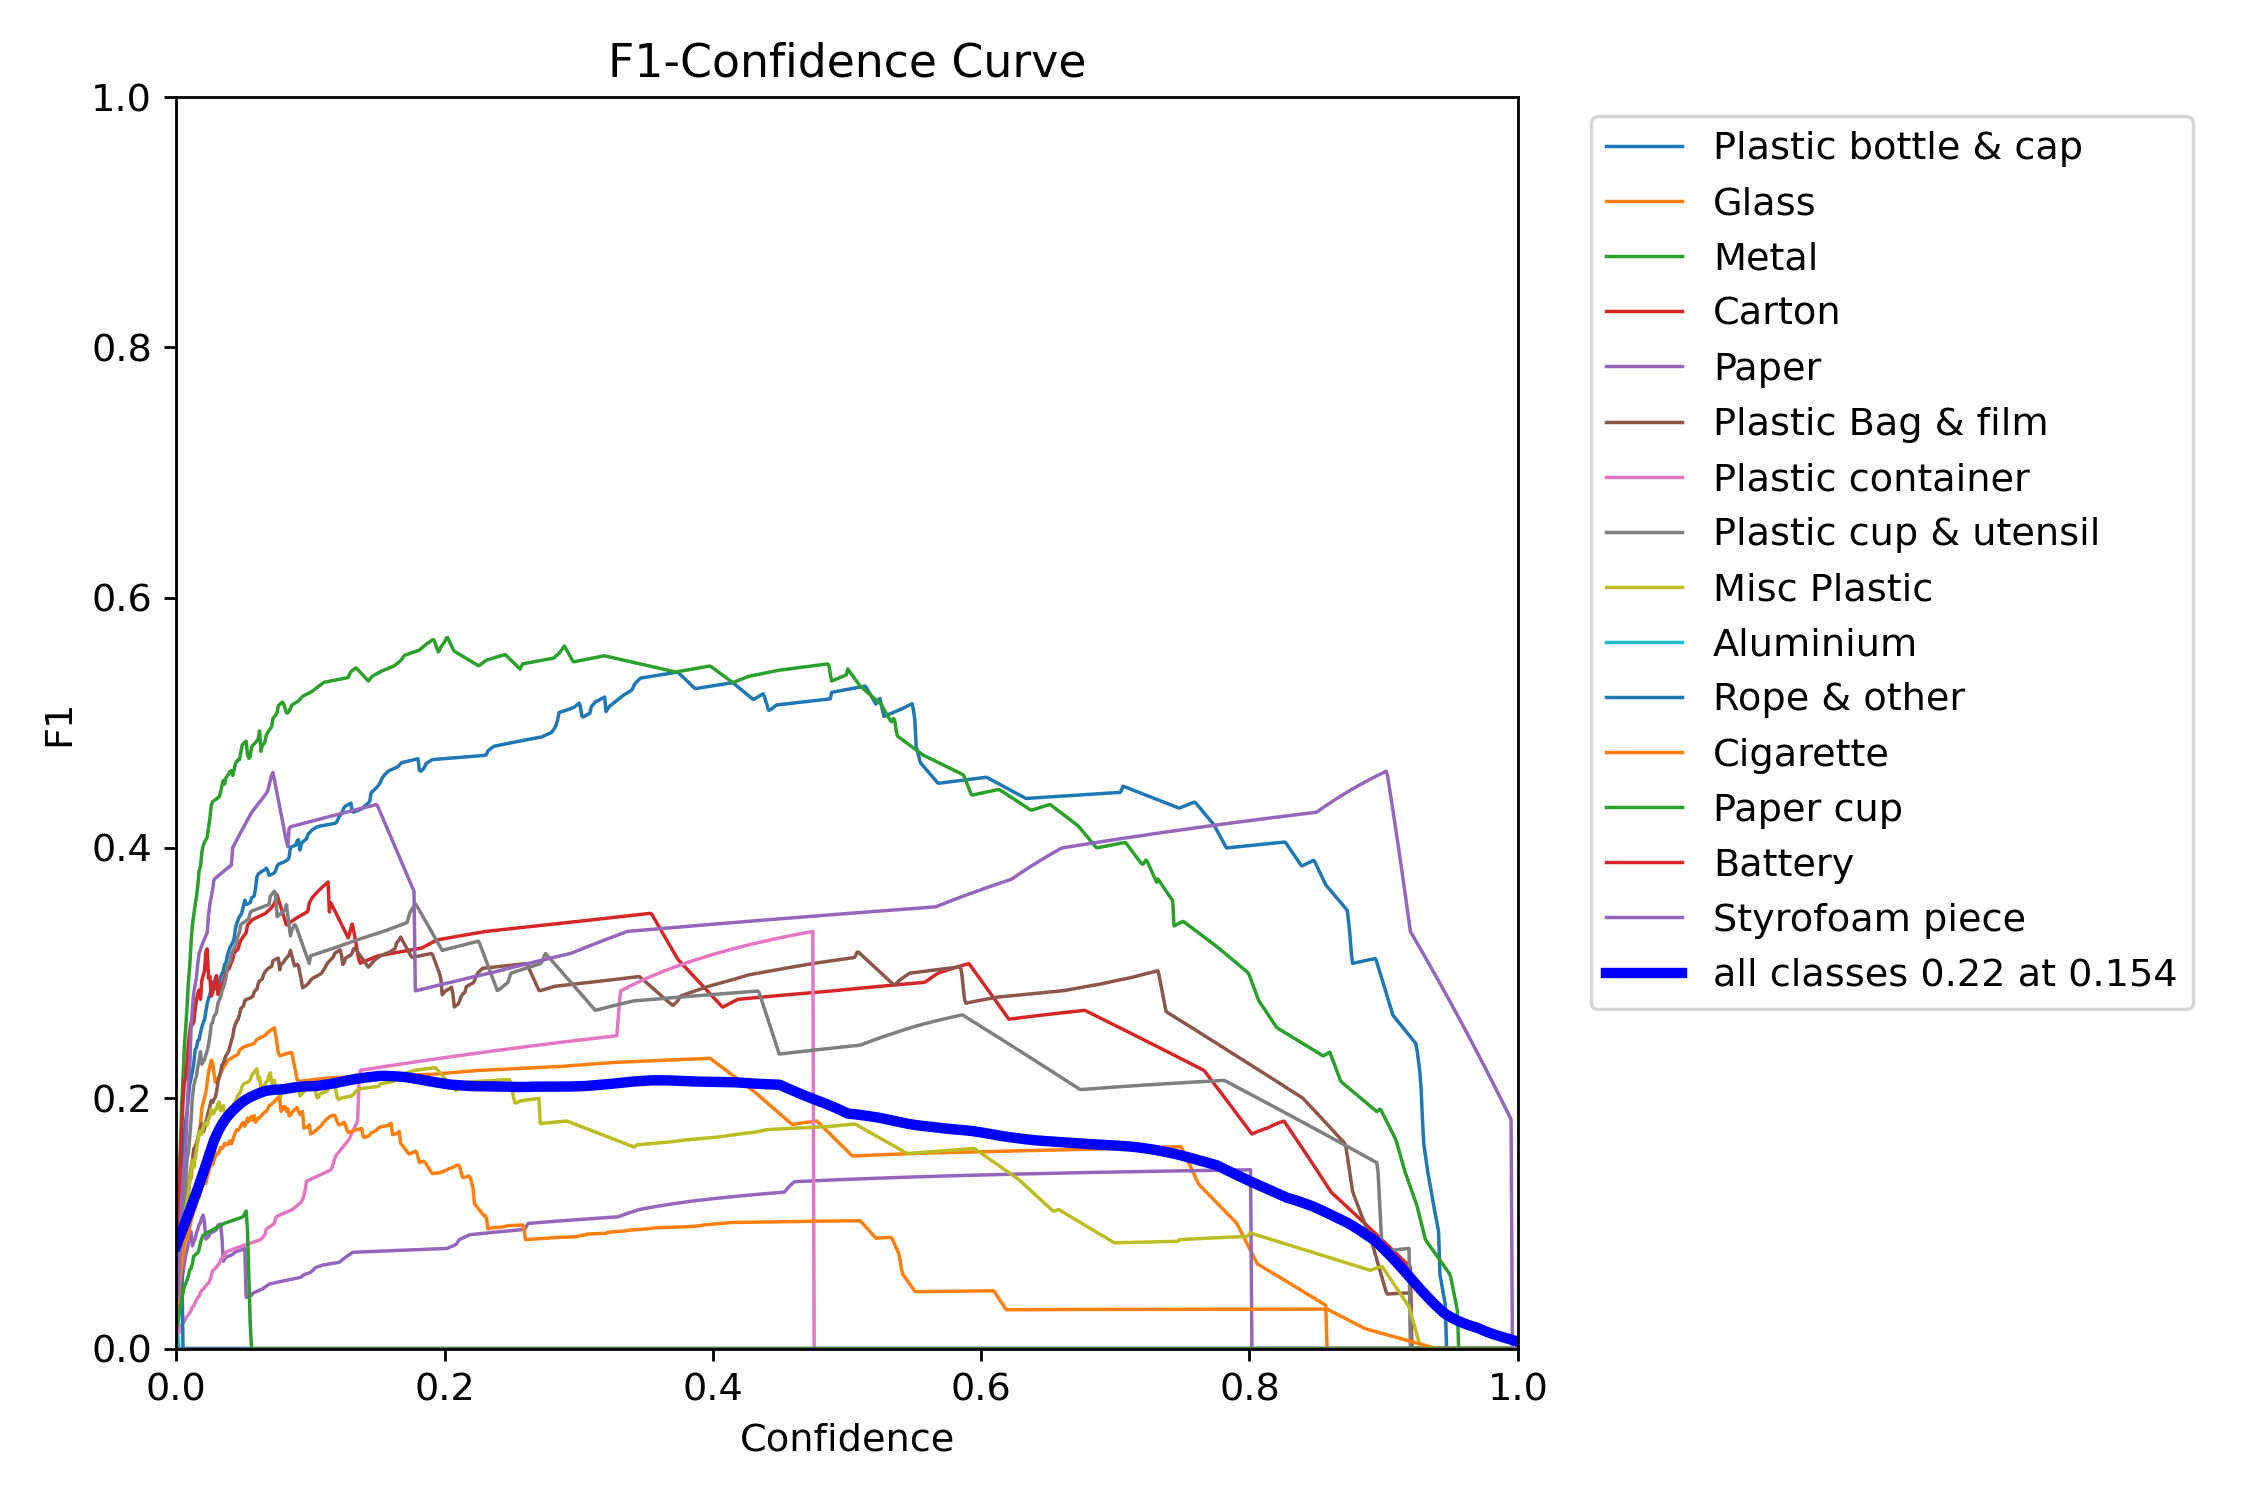 F1-Confidence Curve
1.0
0.8
0.6
0.4
0.2
0.0
F1
0.0 0.2 0.4 0.6 0.8 1.0
Confidence
Plastic bottle & cap
Glass
Metal
Carton
Paper
Plastic Bag & film
Plastic container
Plastic cup & utensil
Misc Plastic
Aluminium
Rope & other
Cigarette
Paper cup
Battery
Styrofoam piece
all classes 0.22 at 0.154